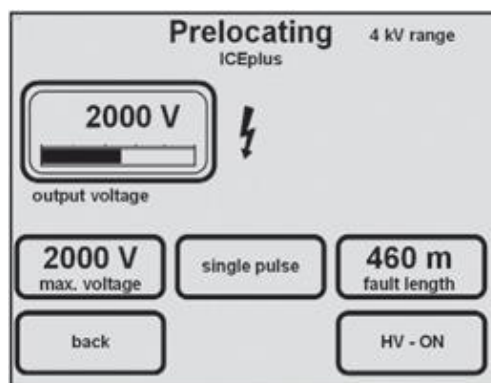 Prelocating
4 kV range
ICEplus
2000 V
output voltage
2000 V
max. voltage
single pulse
460 m
fault length
back
HV - ON